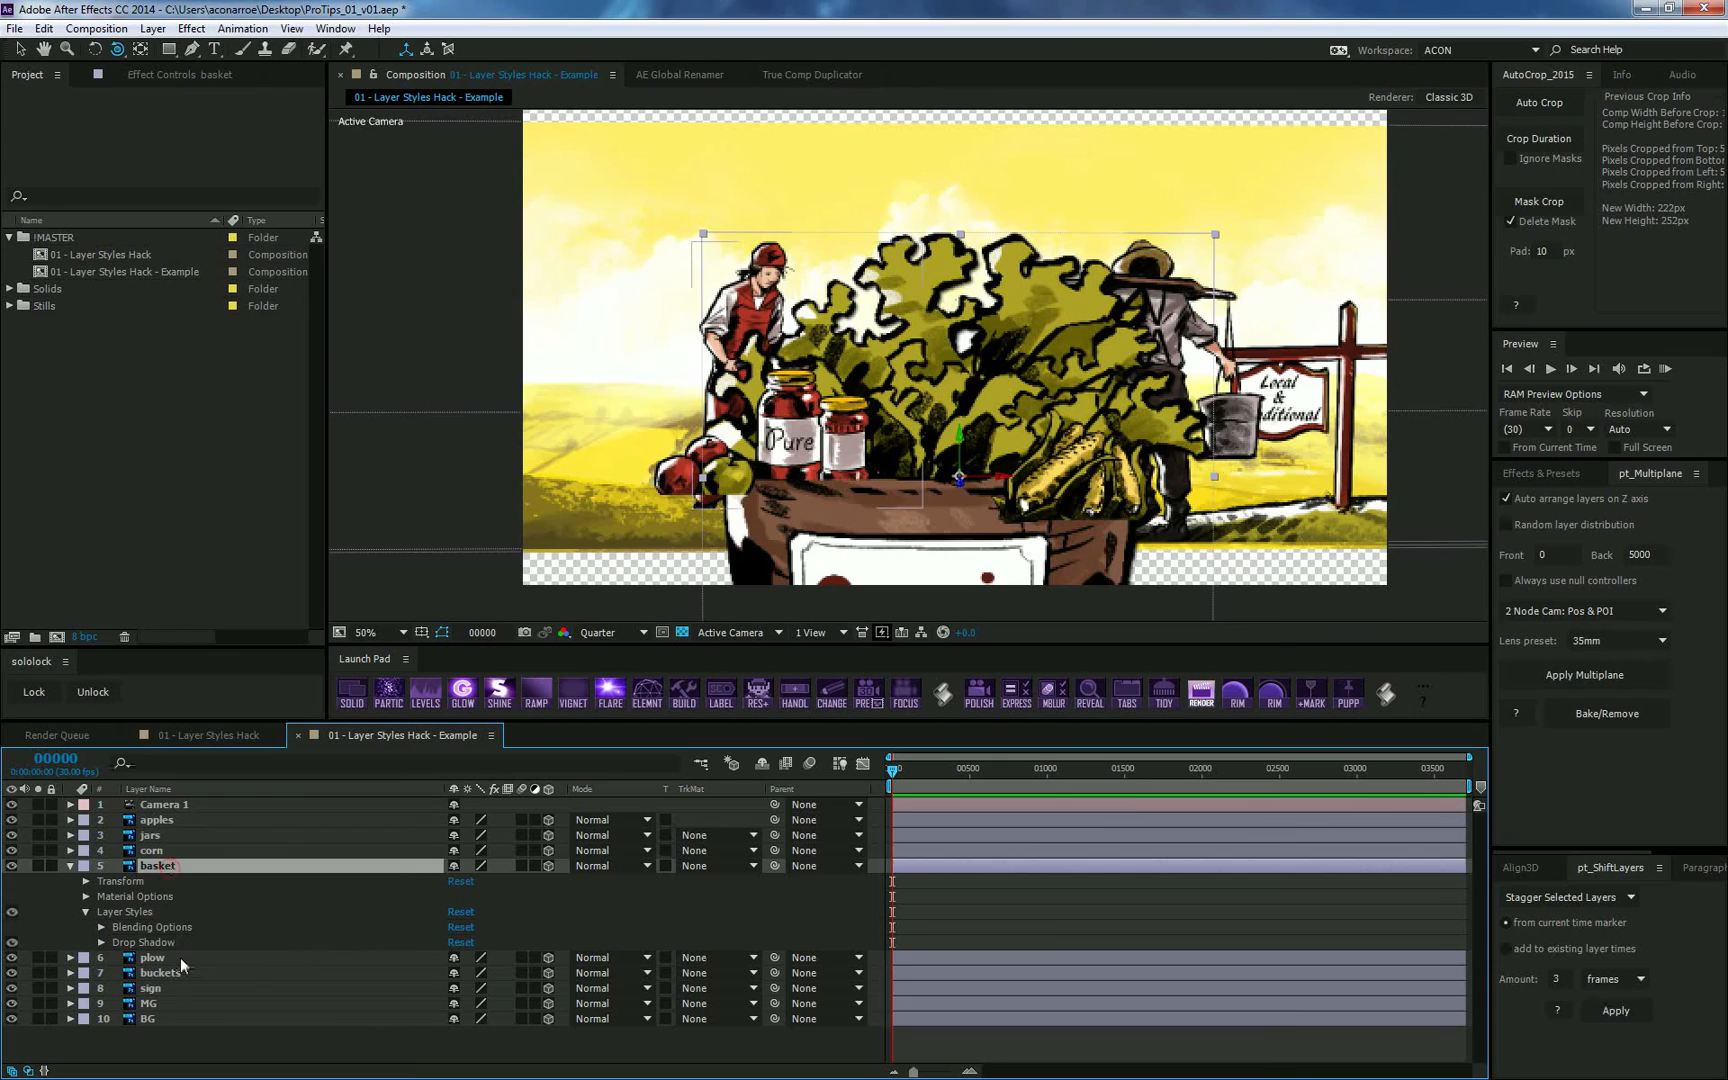 Adobe After Effects CC 2014 - C:\Users\aconarroe\Desktop\ProTips_01_v01.aep *
File Edit Composition Layer Effect Animation View Window Help
Workspace: ACON Search Help
Project Effect Controls basket
Composition 01 - Layer Styles Hack - Example AE Global Renamer True Comp Duplicator
01 - Layer Styles Hack - Example
Renderer: Classic 3D
Active Camera
Name Type
!MASTER Folder
01 - Layer Styles Hack Composition
01 - Layer Styles Hack - Example Composition
Solids Folder
Stills Folder
8 bpc
Local
&
Pure
50% 00000 Quarter Active Camera 1 View +0.0
AutoCrop_2015 Info Audio
Auto Crop
Crop Duration
Ignore Masks
Mask Crop
Delete Mask
Pad: 10 px
?
Previous Crop Info
Comp Width Before Crop:
Comp Height Before Crop:
Pixels Cropped from Top: 5
Pixels Cropped from Bottom
Pixels Cropped from Left: 5
Pixels Cropped from Right:
New Width: 222px
New Height: 252px
Preview
RAM Preview Options
Frame Rate Skip Resolution
(30) 0 Auto
From Current Time Full Screen
Effects & Presets pt_Multiplane
Auto arrange layers on Z axis
Random layer distribution
Front 0 Back 5000
Always use null controllers
2 Node Cam: Pos & POI
Lens preset: 35mm
Apply Multiplane
? Bake/Remove
sololock
Lock Unlock
Launch Pad
SOLID PARTIC LEVELS GLOW SHINE RAMP VIGNET FLARE ELEMNT BUILD LABEL RES+ HANDL CHANGE PRE FOCUS POLISH EXPRESS MBLUR REVEAL TABS TIDY RENDER RIM RIM +MARK PUPP
?
Render Queue 01 - Layer Styles Hack 01 - Layer Styles Hack - Example
00000
0:00:00:00 (30.00 fps)
00500 01000 01500 02000 02500 03000 03500
# Layer Name Mode T TrkMat Parent
1 Camera 1 None
2 apples Normal None
3 jars Normal None None
4 corn Normal None None
5 basket Normal None None
Transform Reset
Material Options
Layer Styles Reset
Blending Options Reset
Drop Shadow Reset
6 plow Normal None None
7 buckets Normal None None
8 sign Normal None None
9 MG Normal None None
10 BG Normal None None
Align3D pt_ShiftLayers Paragraph
Stagger Selected Layers
from current time marker
add to existing layer times
Amount: 3 frames
? Apply